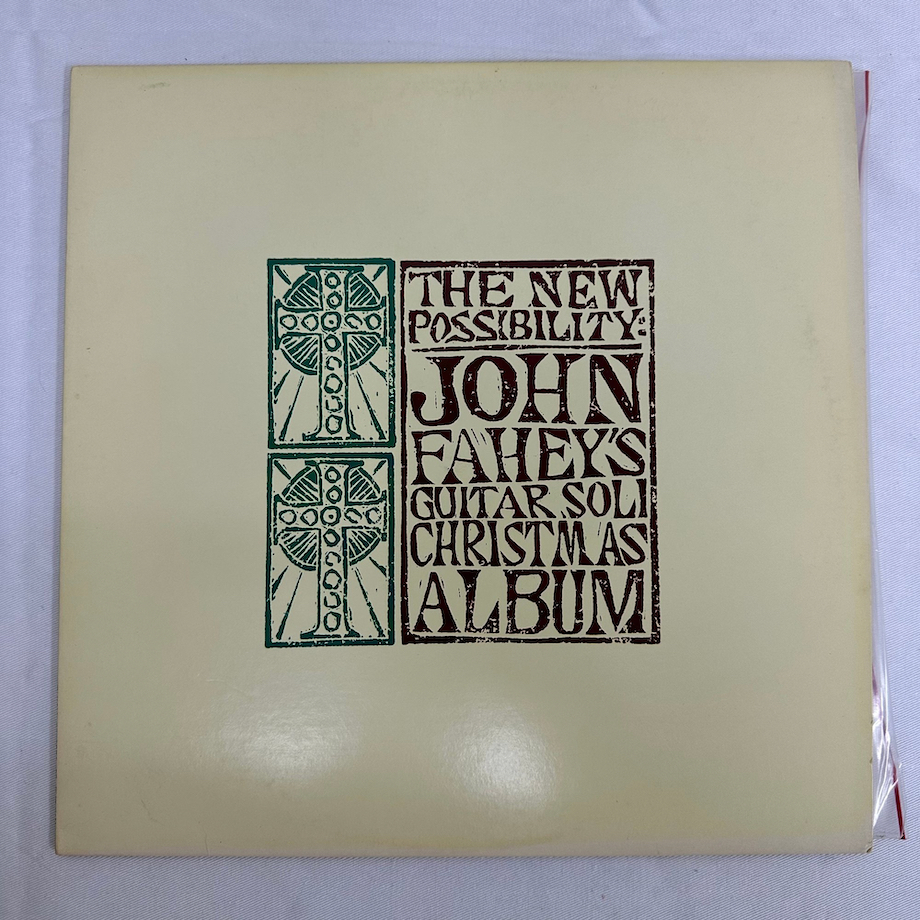 THE NEW
POSSIBILITY:
JOHN
FAHEY'S
GUITAR SOLI
CHRISTMAS
ALBUM